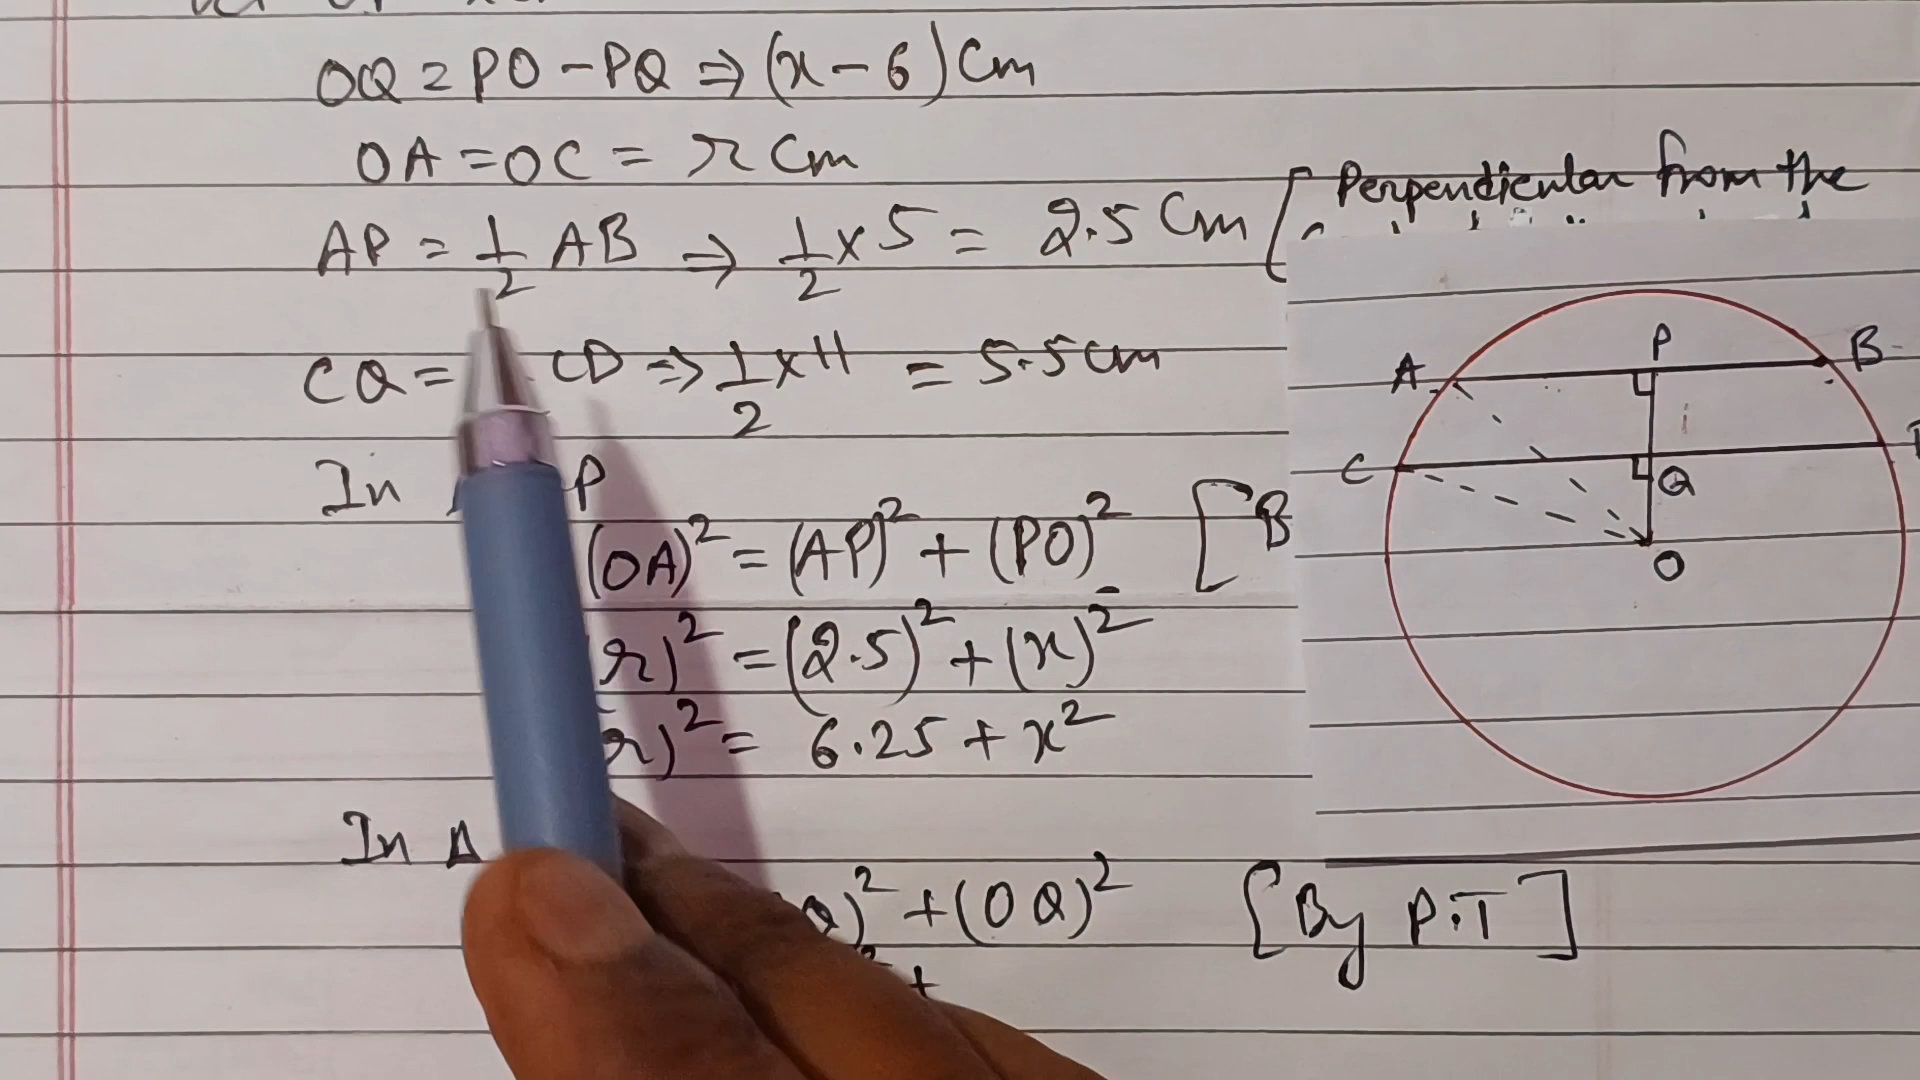 OQ = PO - PQ ⇒ (x - 6) Cm
OA = OC = r Cm
AP = 1/2 AB ⇒ 1/2 x 5 = 2.5 Cm [ Perpendicular from the
CQ = CD ⇒ 1/2 x 11 = 5.5 cm
In P
(OA)² = (AP)² + (PO)² [B
r)² = (2.5)² + (x)²
r)² = 6.25 + x²
In Δ
Q)² + (OQ)² [By P.T]
² +
P
B
A
C
Q
O